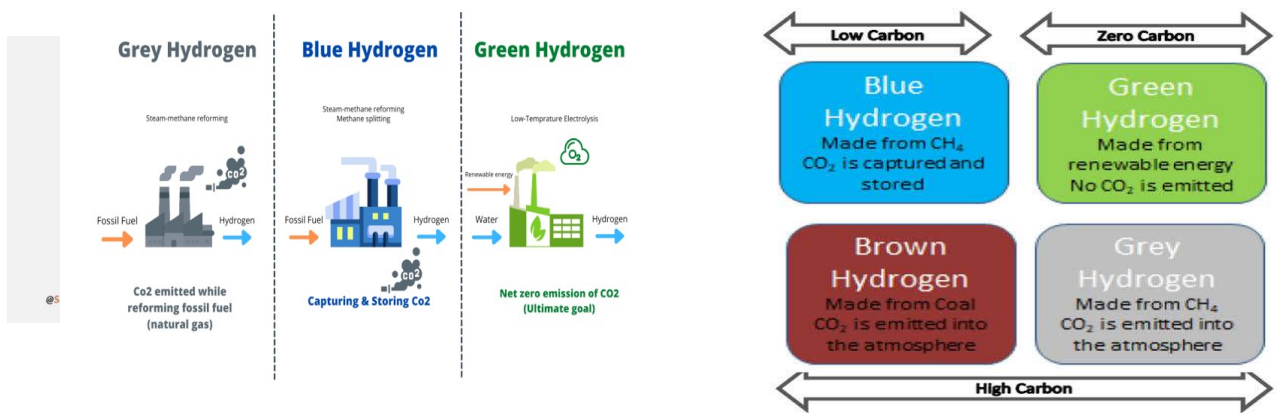 Grey Hydrogen
Steam-methane reforming
CO2
Fossil Fuel
Hydrogen
Co2 emitted while
reforming fossil fuel
(natural gas)
Blue Hydrogen
Steam-methane reforming
Methane splitting
Fossil Fuel
Hydrogen
CO2
Capturing & Storing Co2
Green Hydrogen
Low-Temprature Electrolysis
O₂
Renewable energy
Water
Hydrogen
Net zero emission of CO2
(Ultimate goal)
@S
Low Carbon
Zero Carbon
Blue
Hydrogen
Made from CH₄
CO₂ is captured and
stored
Green
Hydrogen
Made from
renewable energy
No CO₂ is emitted
Brown
Hydrogen
Made from Coal
CO₂ is emitted into
the atmosphere
Grey
Hydrogen
Made from CH₄
CO₂ is emitted into
the atmosphere
High Carbon